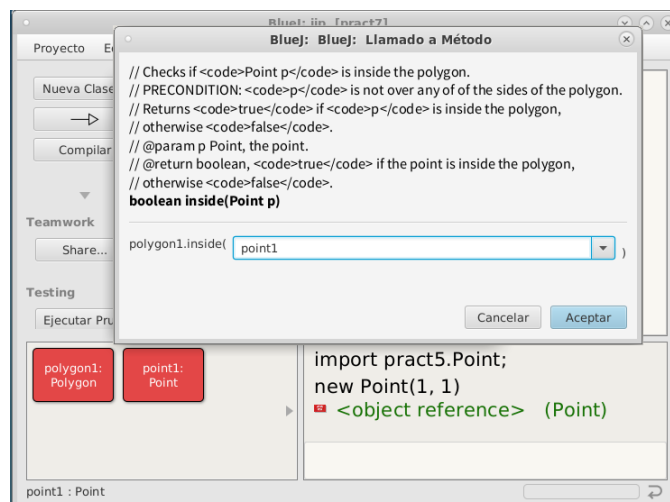 BlueJ: iip [pract7]
BlueJ: BlueJ: Llamado a Método
Proyecto
// Checks if <code>Point p</code> is inside the polygon.
// PRECONDITION: <code>p</code> is not over any of of the sides of the polygon.
// Returns <code>true</code> if <code>p</code> is inside the polygon,
// otherwise <code>false</code>.
// @param p Point, the point.
// @return boolean, <code>true</code> if the point is inside the polygon,
// otherwise <code>false</code>.
boolean inside(Point p)
polygon1.inside( point1 )
Cancelar Aceptar
Nueva Clase
Compilar
Teamwork
Share...
Testing
Ejecutar Pru
polygon1:
Polygon
point1:
Point
import pract5.Point;
new Point(1, 1)
<object reference> (Point)
point1 : Point